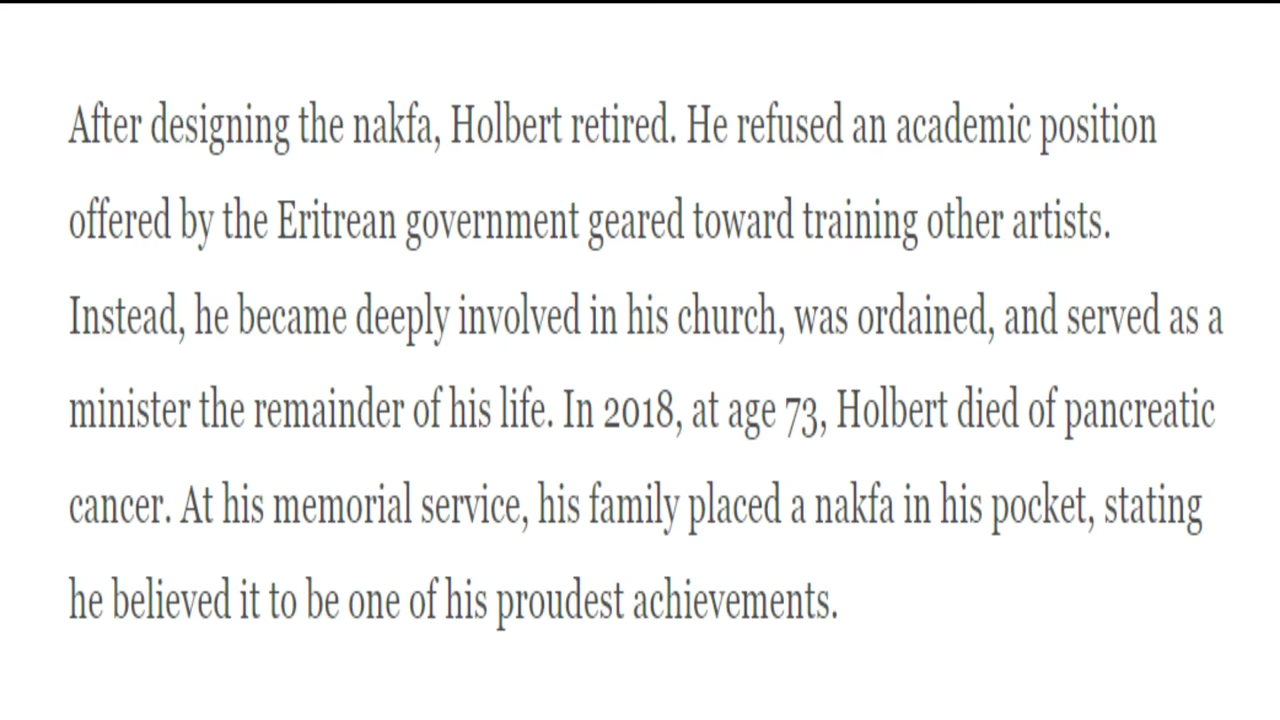 After designing the nakfa, Holbert retired. He refused an academic position
offered by the Eritrean government geared toward training other artists.
Instead, he became deeply involved in his church, was ordained, and served as a
minister the remainder of his life. In 2018, at age 73, Holbert died of pancreatic
cancer. At his memorial service, his family placed a nakfa in his pocket, stating
he believed it to be one of his proudest achievements.